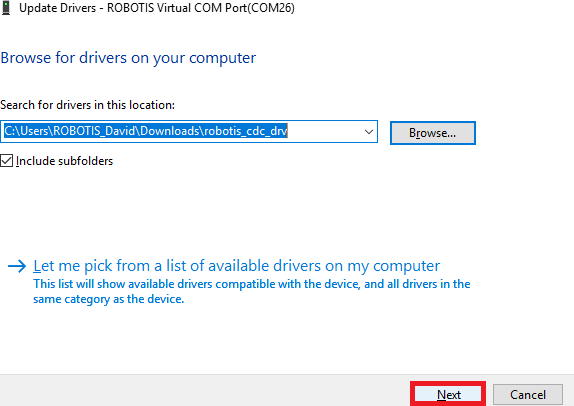 Update Drivers - ROBOTIS Virtual COM Port(COM26)
Browse for drivers on your computer
Search for drivers in this location:
C:\Users\ROBOTIS_David\Downloads\robotis_cdc_drv
Browse...
Include subfolders
Let me pick from a list of available drivers on my computer
This list will show available drivers compatible with the device, and all drivers in the
same category as the device.
Next
Cancel